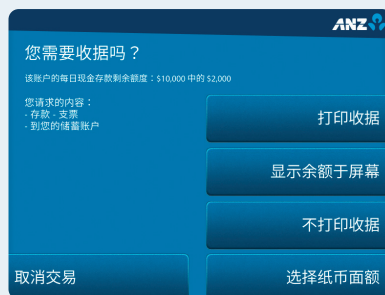 ANZ
您需要收据吗？
该账户的每日现金存款剩余额度：$10,000 中的 $2,000
您请求的内容：
- 存款 - 支票
- 到您的储蓄账户
打印收据
显示余额于屏幕
不打印收据
取消交易
选择纸币面额